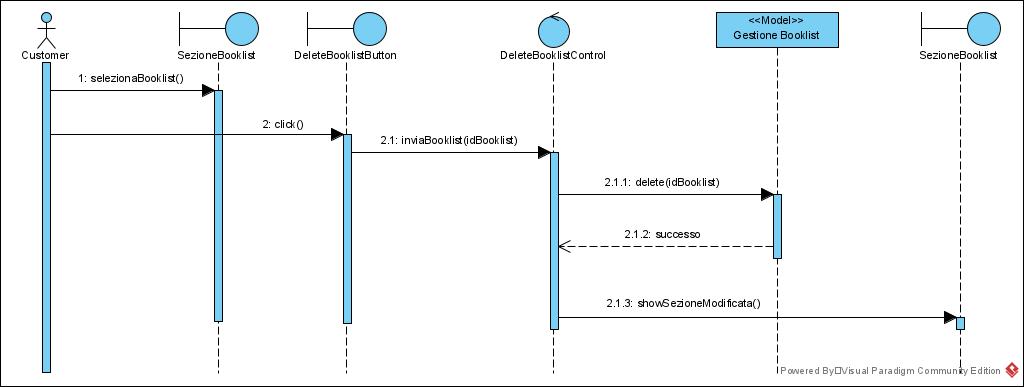 <<Model>>
Gestione Booklist
Customer
SezioneBooklist
DeleteBooklistButton
DeleteBooklistControl
SezioneBooklist
1: selezionaBooklist()
2: click()
2.1: inviaBooklist(idBooklist)
2.1.1: delete(idBooklist)
2.1.2: successo
2.1.3: showSezioneModificata()
Powered By Visual Paradigm Community Edition